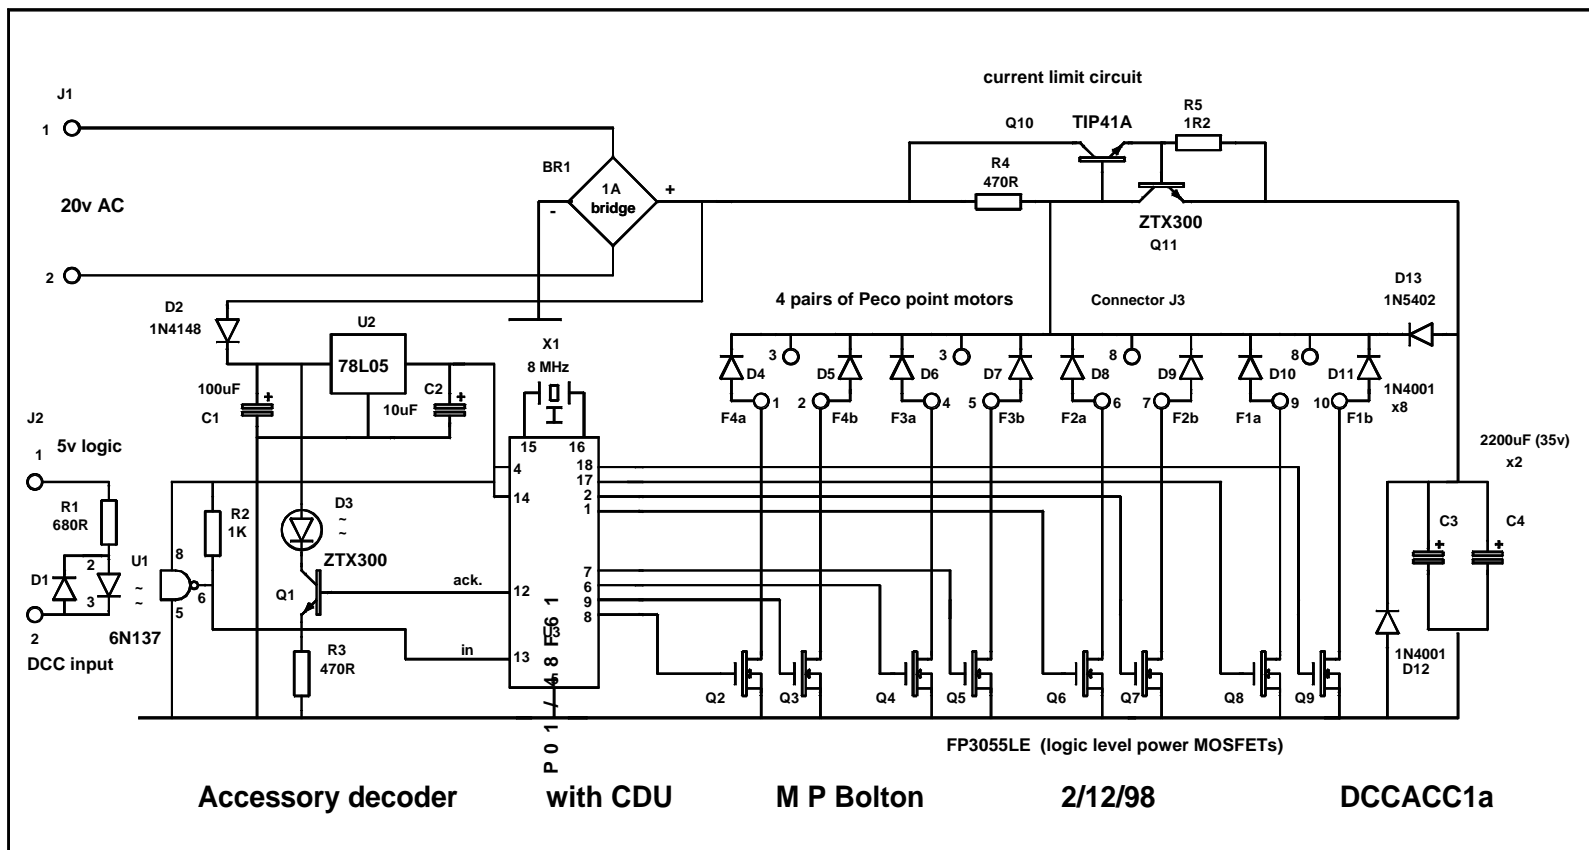 current limit circuit
J1
1
20v AC
2
BR1
1A
bridge
+
-
Q10
TIP41A
R5
1R2
R4
470R
ZTX300
Q11
D13
1N5402
D2
1N4148
U2
78L05
X1
8 MHz
4 pairs of Peco point motors
Connector J3
100uF
+
C1
10uF
C2
+
3
3
8
8
D4
D5
D6
D7
D8
D9
D10
D11
1N4001
x8
1
2
4
5
6
7
9
10
F4a
F4b
F3a
F3b
F2a
F2b
F1a
F1b
J2
5v logic
1
R1
680R
R2
1K
D3
~
~
ZTX300
Q1
D1
2
3
U1
~
~
8
6
5
6N137
2
DCC input
R3
470R
ack.
in
15
16
4
14
12
13
18
17
2
1
7
6
9
8
U3
5
P01/48F61
Q2
Q3
Q4
Q5
Q6
Q7
Q8
Q9
2200uF (35v)
x2
C3
+
C4
+
1N4001
D12
FP3055LE (logic level power MOSFETs)
Accessory decoder with CDU M P Bolton 2/12/98 DCCACC1a